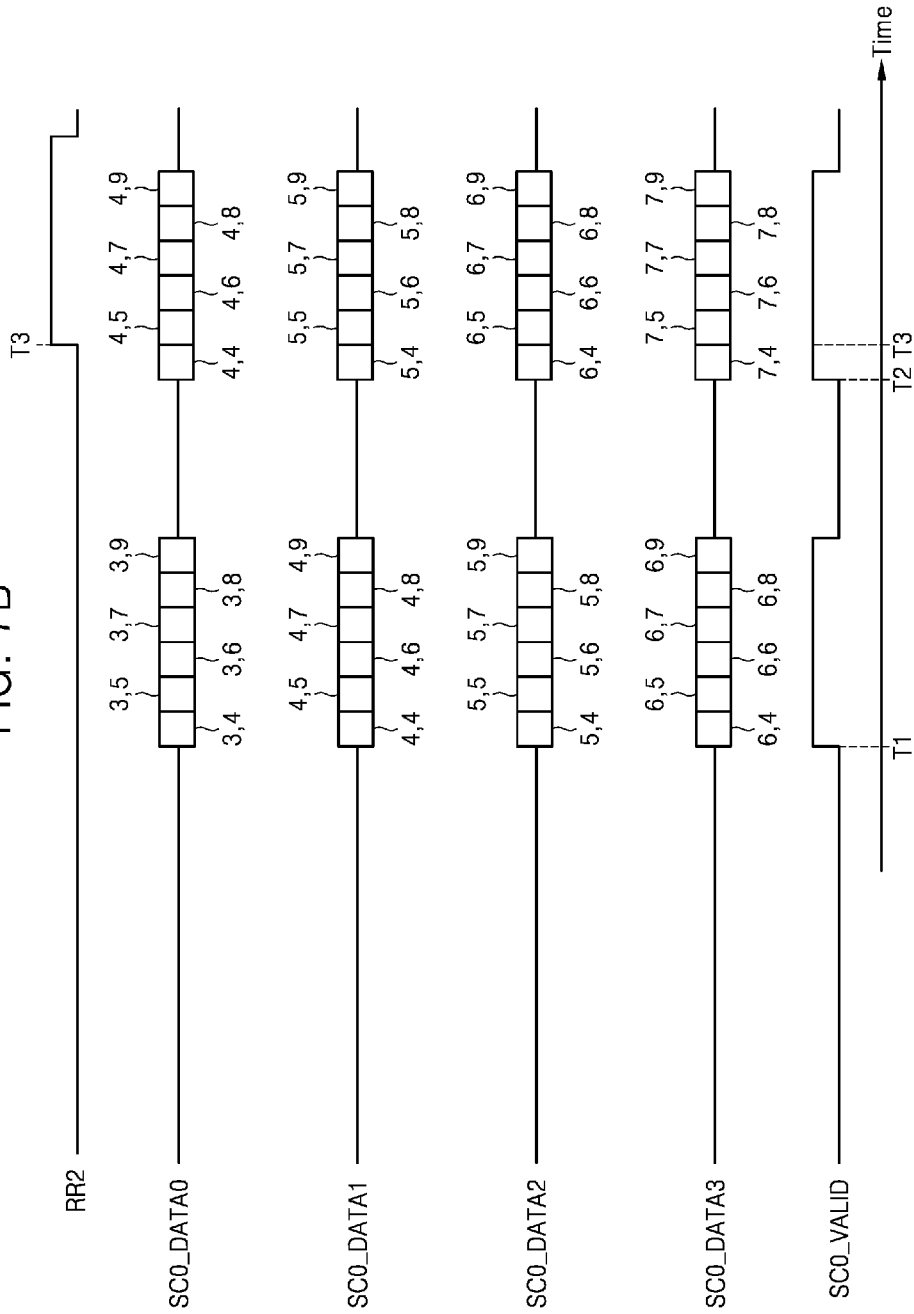 FIG. 7B
T3
RR2
3,5 3,7 3,9 4,5 4,7 4,9
SC0_DATA0
3,4 3,6 3,8 4,4 4,6 4,8
4,5 4,7 4,9 5,5 5,7 5,9
SC0_DATA1
4,4 4,6 4,8 5,4 5,6 5,8
5,5 5,7 5,9 6,5 6,7 6,9
SC0_DATA2
5,4 5,6 5,8 6,4 6,6 6,8
6,5 6,7 6,9 7,5 7,7 7,9
SC0_DATA3
6,4 6,6 6,8 7,4 7,6 7,8
SC0_VALID
T1 T2 T3 Time